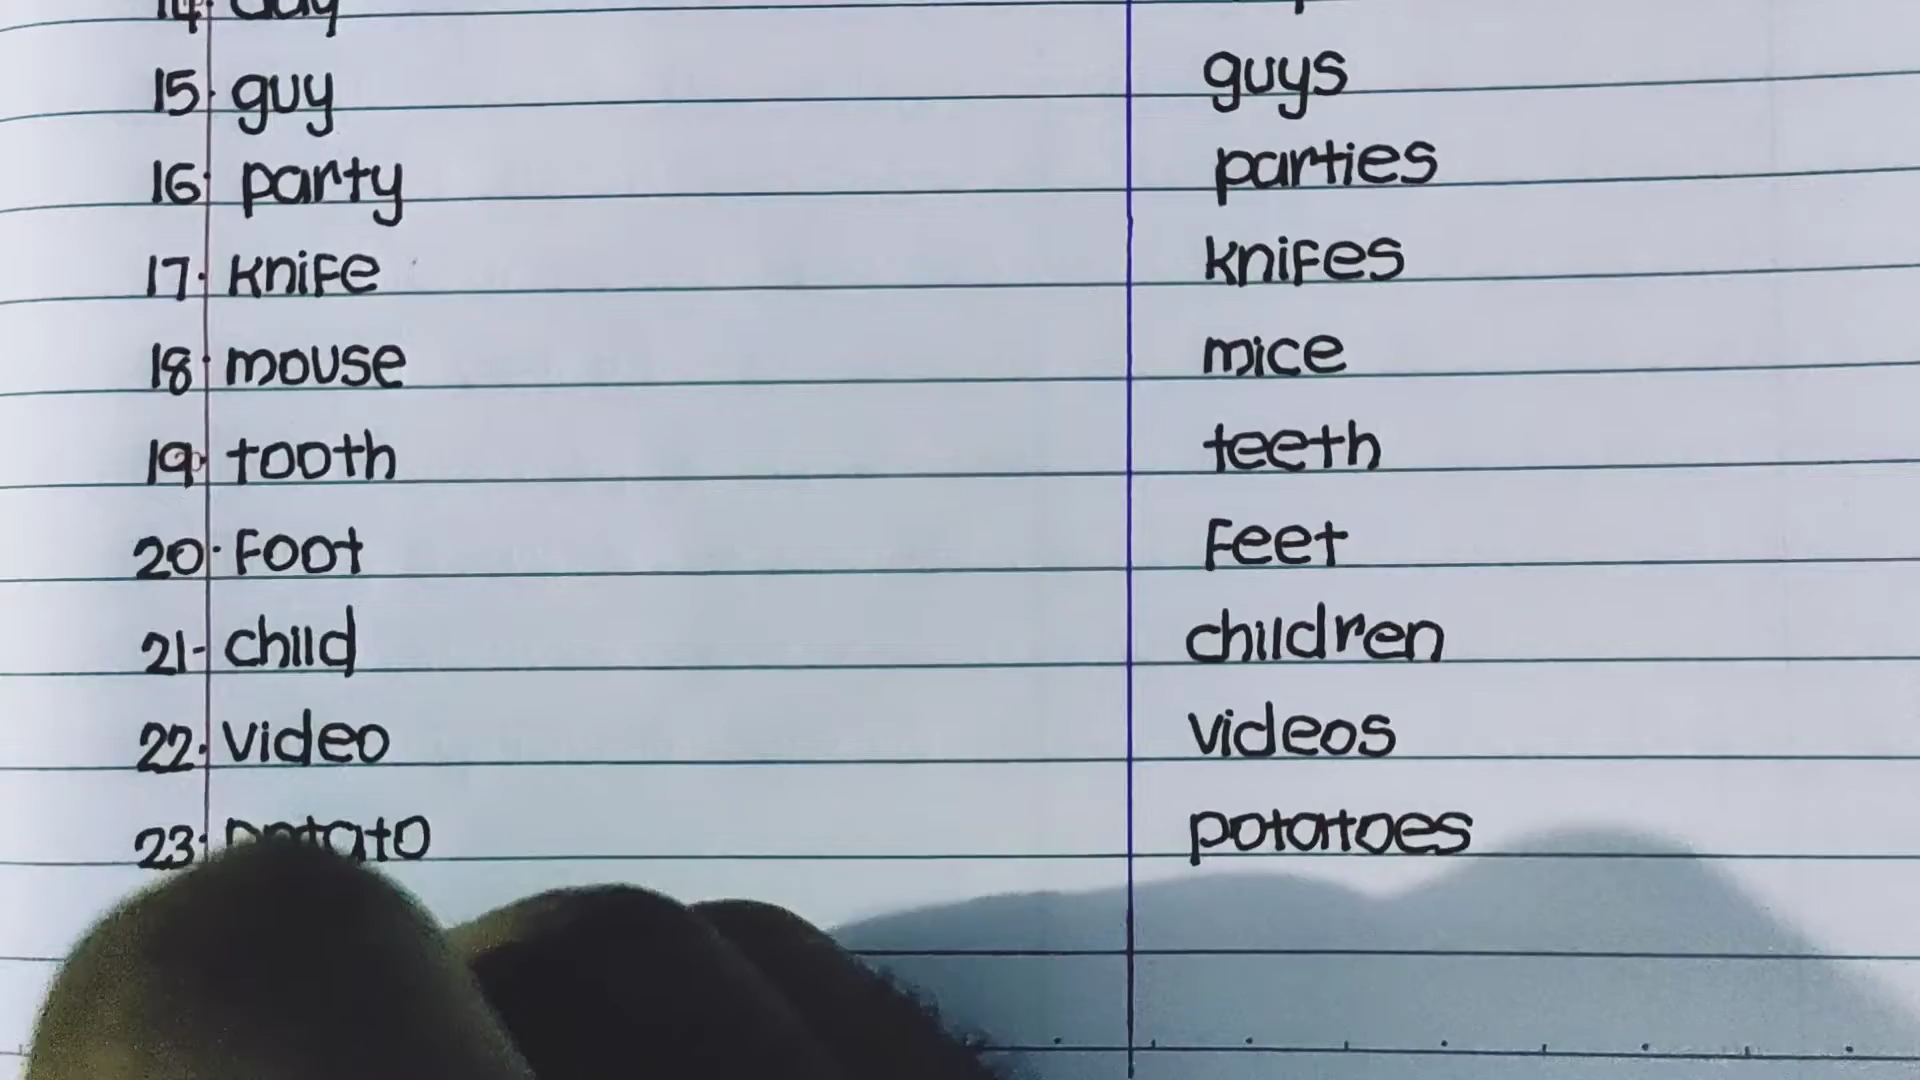 15. guy guys
16. party parties
17. knife knifes
18. mouse mice
19. tooth teeth
20. Foot Feet
21- child children
22. video videos
23. potato potatoes